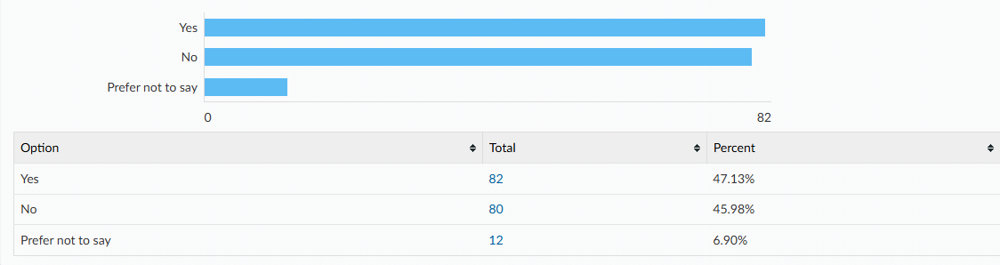 Yes
No
Prefer not to say
0 82
Option Total Percent
Yes 82 47.13%
No 80 45.98%
Prefer not to say 12 6.90%